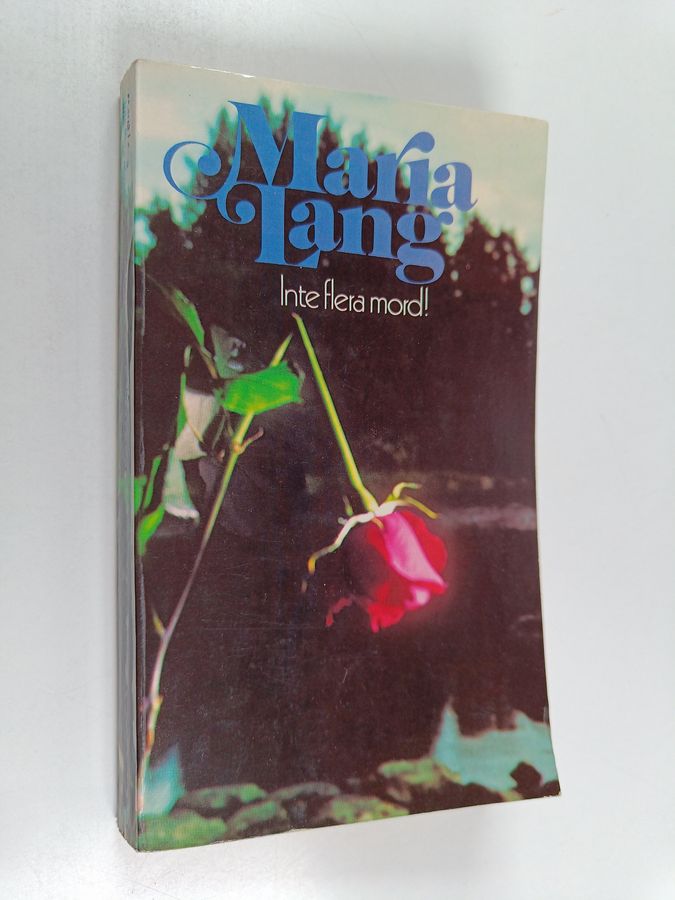 Maria
Lang
Inte flera mord!